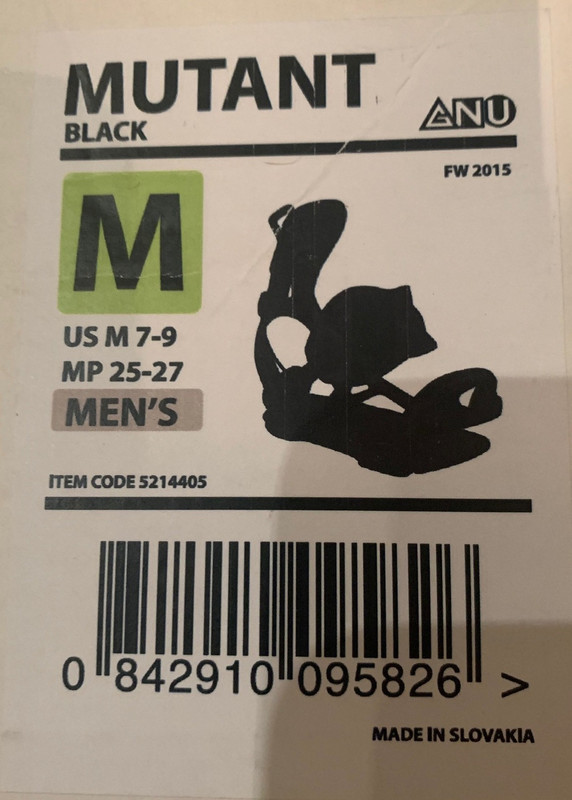 MUTANT
BLACK
GNU
FW 2015
M
US M 7-9
MP 25-27
MEN'S
ITEM CODE 5214405
0 842910 095826 >
MADE IN SLOVAKIA